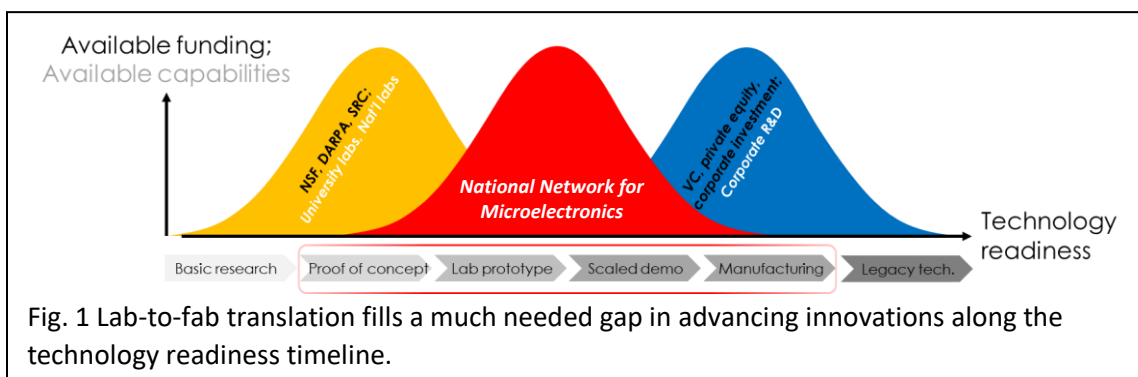 Available funding;
Available capabilities
NSF, DARPA, SRC;
University labs. Nat'l labs
National Network for
Microelectronics
VC. private equity,
corporate investment;
Corporate R&D
Technology
readiness
Basic research
Proof of concept
Lab prototype
Scaled demo
Manufacturing
Legacy tech.
Fig. 1 Lab-to-fab translation fills a much needed gap in advancing innovations along the
technology readiness timeline.